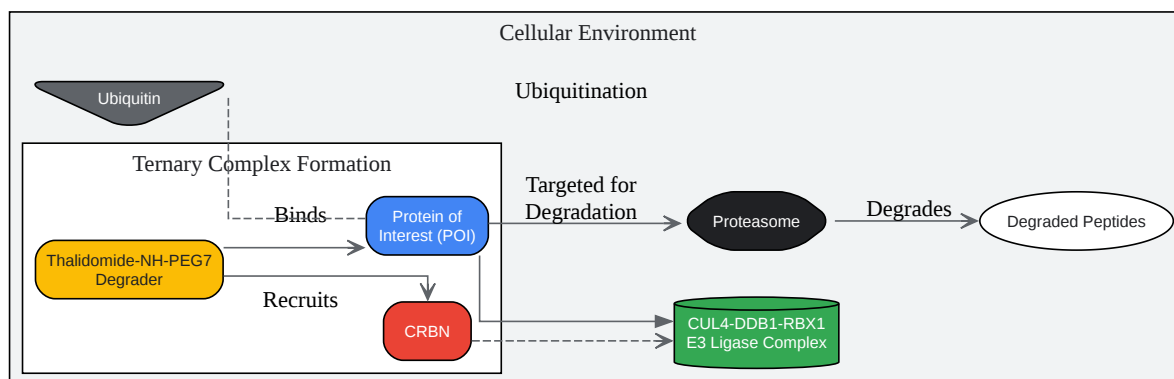 Cellular Environment
Ubiquitination
Ubiquitin
Ternary Complex Formation
Targeted for
Degradation
Binds
Protein of
Interest (POI)
Proteasome
Degrades
Degraded Peptides
Thalidomide-NH-PEG7
Degrader
Recruits
CRBN
CUL4-DDB1-RBX1
E3 Ligase Complex